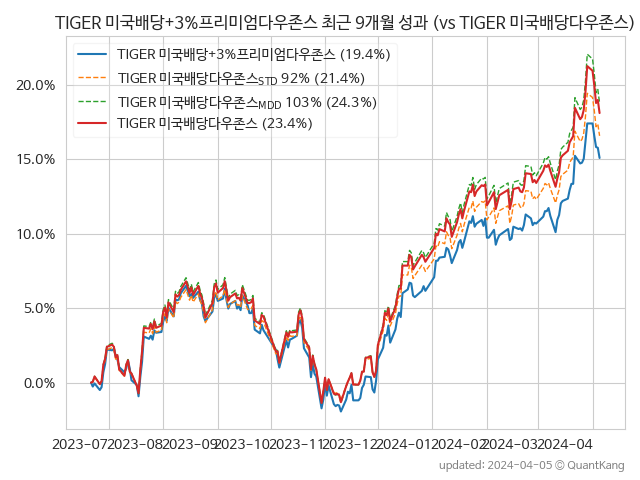 TIGER 미국배당+3%프리미엄다우존스 최근 9개월 성과 (vs TIGER 미국배당다우존스)
TIGER 미국배당+3%프리미엄다우존스 (19.4%)
TIGER 미국배당다우존스STD 92% (21.4%)
TIGER 미국배당다우존스MDD 103% (24.3%)
TIGER 미국배당다우존스 (23.4%)
20.0%
15.0%
10.0%
5.0%
0.0%
2023-07 2023-08 2023-09 2023-10 2023-11 2023-12 2024-01 2024-02 2024-03 2024-04
updated: 2024-04-05 © QuantKang